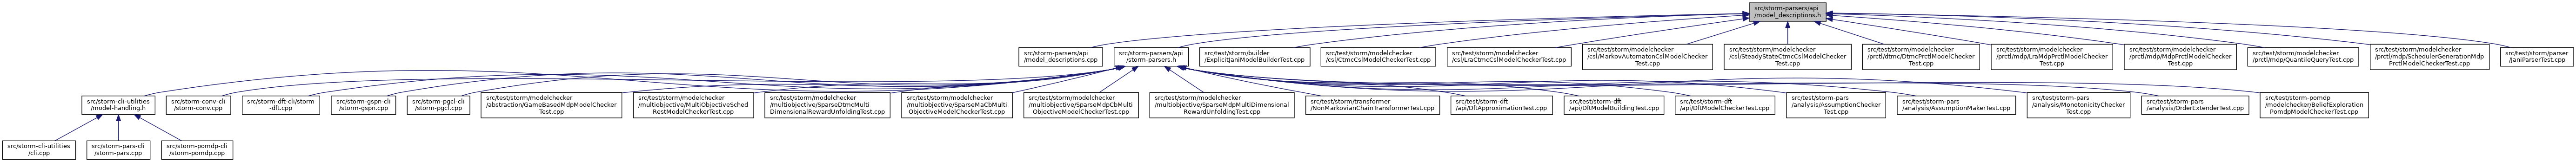 src/storm-parsers/api
/model_descriptions.h
src/storm-parsers/api
/model_descriptions.cpp
src/storm-parsers/api
/storm-parsers.h
src/test/storm/builder
/ExplicitJaniModelBuilderTest.cpp
src/test/storm/modelchecker
/csl/CtmcCslModelCheckerTest.cpp
src/test/storm/modelchecker
/csl/LraCtmcCslModelCheckerTest.cpp
src/test/storm/modelchecker
/csl/MarkovAutomatonCslModelChecker
Test.cpp
src/test/storm/modelchecker
/csl/SteadyStateCtmcCslModelChecker
Test.cpp
src/test/storm/modelchecker
/prctl/dtmc/DtmcPrctlModelChecker
Test.cpp
src/test/storm/modelchecker
/prctl/mdp/LraMdpPrctlModelChecker
Test.cpp
src/test/storm/modelchecker
/prctl/mdp/MdpPrctlModelChecker
Test.cpp
src/test/storm/modelchecker
/prctl/mdp/QuantileQueryTest.cpp
src/test/storm/modelchecker
/prctl/mdp/SchedulerGenerationMdp
PrctlModelCheckerTest.cpp
src/test/storm/parser
/JaniParserTest.cpp
src/storm-cli-utilities
/model-handling.h
src/storm-conv-cli
/storm-conv.cpp
src/storm-dft-cli/storm
-dft.cpp
src/storm-gspn-cli
/storm-gspn.cpp
src/storm-pgcl-cli
/storm-pgcl.cpp
src/test/storm/modelchecker
/abstraction/GameBasedMdpModelChecker
Test.cpp
src/test/storm/modelchecker
/multiobjective/MultiObjectiveSched
RestModelCheckerTest.cpp
src/test/storm/modelchecker
/multiobjective/SparseDtmcMulti
DimensionalRewardUnfoldingTest.cpp
src/test/storm/modelchecker
/multiobjective/SparseMaCbMulti
ObjectiveModelCheckerTest.cpp
src/test/storm/modelchecker
/multiobjective/SparseMdpCbMulti
ObjectiveModelCheckerTest.cpp
src/test/storm/modelchecker
/multiobjective/SparseMdpMultiDimensional
RewardUnfoldingTest.cpp
src/test/storm/transformer
/NonMarkovianChainTransformerTest.cpp
src/test/storm-dft
/api/DftApproximationTest.cpp
src/test/storm-dft
/api/DftModelBuildingTest.cpp
src/test/storm-dft
/api/DftModelCheckerTest.cpp
src/test/storm-pars
/analysis/AssumptionChecker
Test.cpp
src/test/storm-pars
/analysis/AssumptionMakerTest.cpp
src/test/storm-pars
/analysis/MonotonicityChecker
Test.cpp
src/test/storm-pars
/analysis/OrderExtenderTest.cpp
src/test/storm-pomdp
/modelchecker/BeliefExploration
PomdpModelCheckerTest.cpp
src/storm-cli-utilities
/cli.cpp
src/storm-pars-cli
/storm-pars.cpp
src/storm-pomdp-cli
/storm-pomdp.cpp